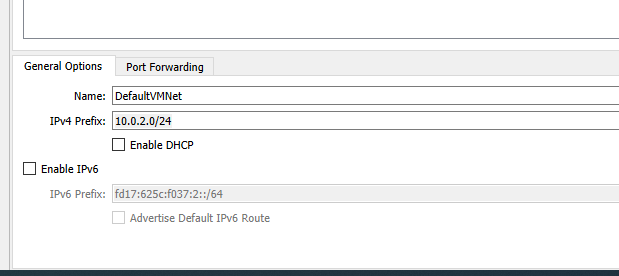 General Options Port Forwarding
Name: DefaultVMNet
IPv4 Prefix: 10.0.2.0/24
Enable DHCP
Enable IPv6
IPv6 Prefix: fd17:625c:f037:2::/64
Advertise Default IPv6 Route